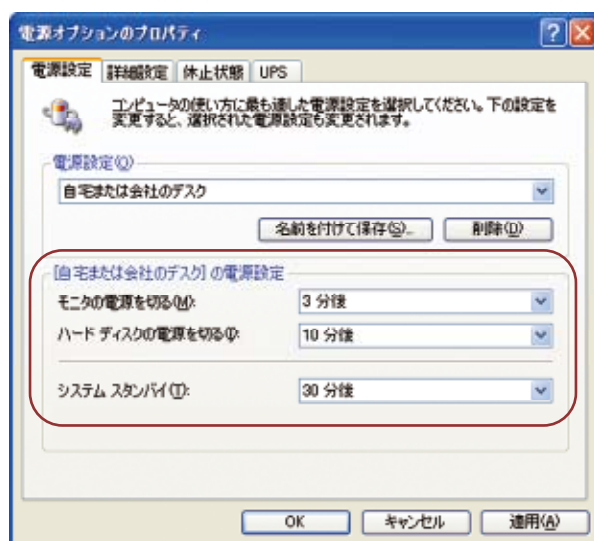 電源オプションのプロパティ
電源設定 詳細設定 休止状態 UPS
コンピュータの使い方に最も適した電源設定を選択してください。下の設定を
変更すると、選択された電源設定も変更されます。
電源設定(O)
自宅または会社のデスク
名前を付けて保存(S)... 削除(D)
[自宅または会社のデスク] の電源設定
モニタの電源を切る(M): 3 分後
ハード ディスクの電源を切る(I): 10 分後
システム スタンバイ(T): 30 分後
OK キャンセル 適用(A)